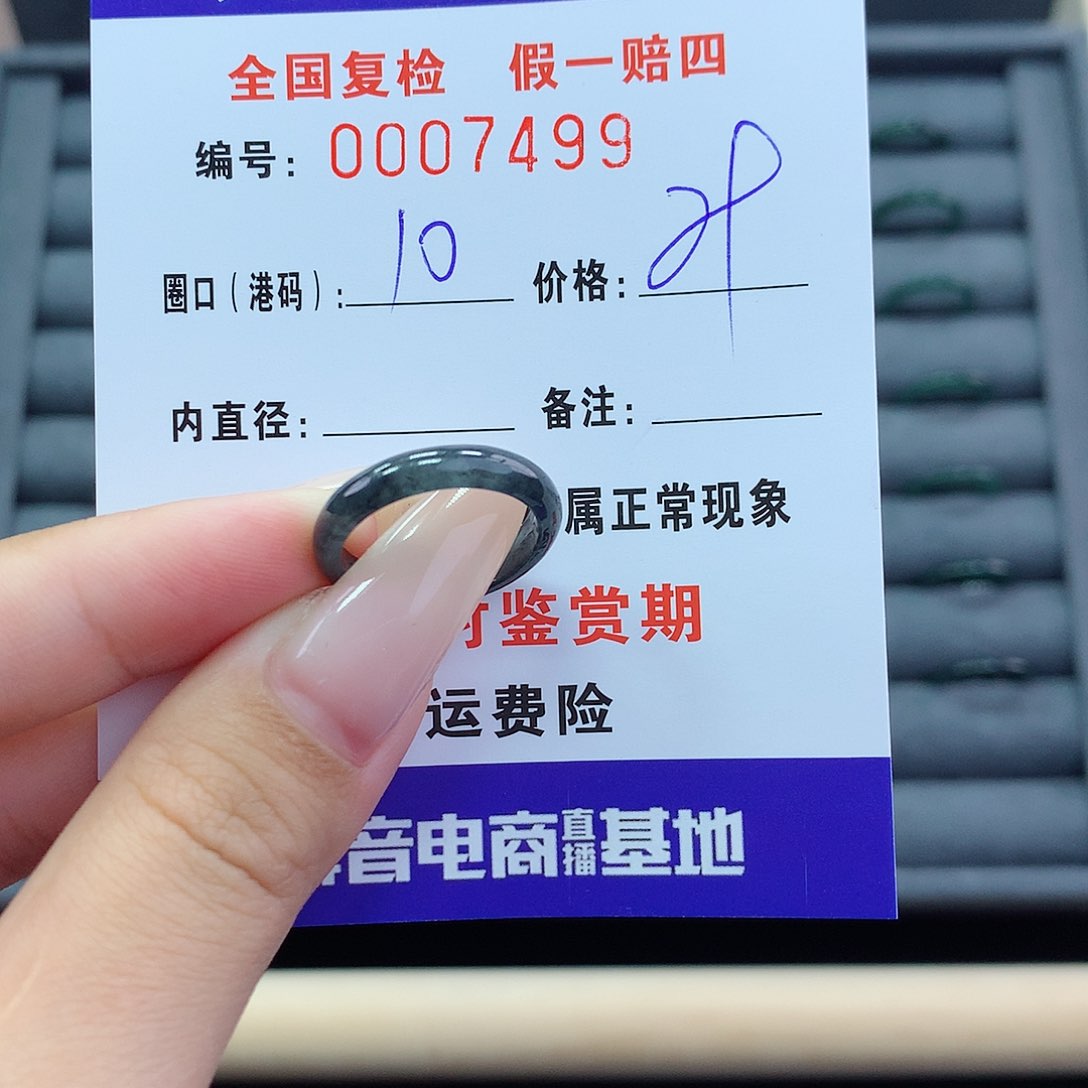 全国复检 假一赔四
编号: 0007499
圈口(港码): 10 价格:
内直径: 备注:
属正常现象
时鉴赏期
运费险
音电商直播基地